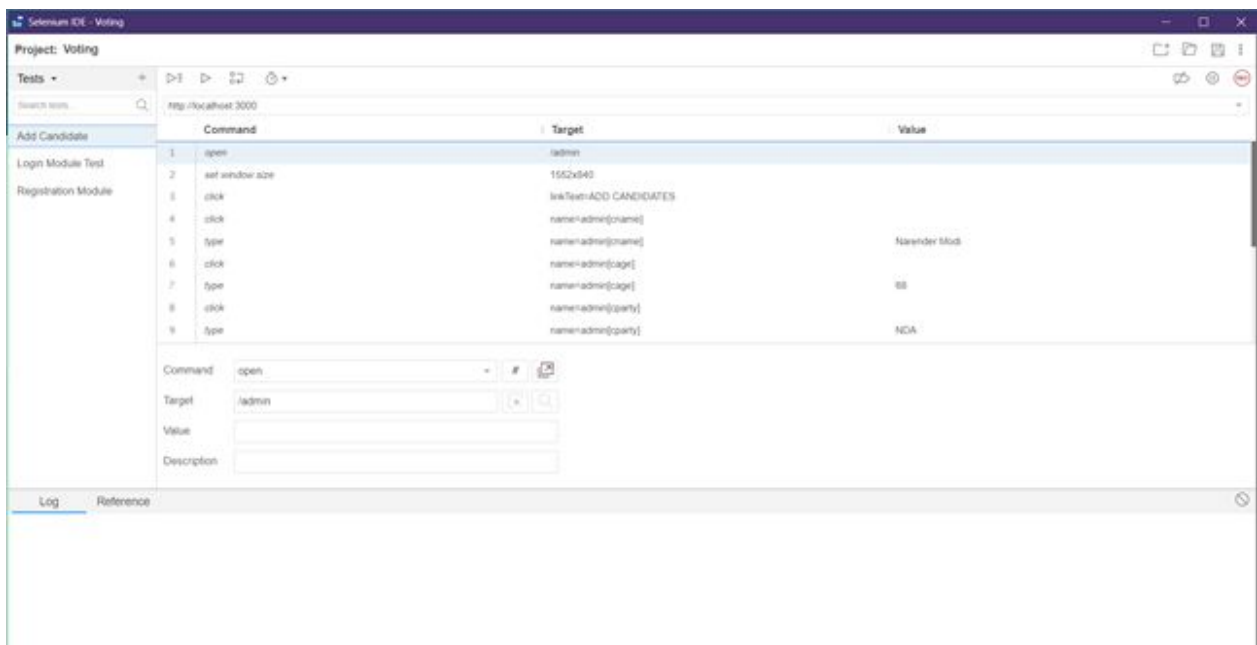 Selenium IDE - Voting
Project: Voting
Tests
Search tests...
http://localhost:3000
Command Target Value
Add Candidate
Login Module Test
Registration Module
1 open /admin
2 set window size 1552x840
3 click linkText=ADD CANDIDATES
4 click name=admin[cname]
5 type name=admin[cname] Narender Modi
6 click name=admin[cage]
7 type name=admin[cage] 68
8 click name=admin[cparty]
9 type name=admin[cparty] NDA
Command open //
Target /admin
Value
Description
Log Reference